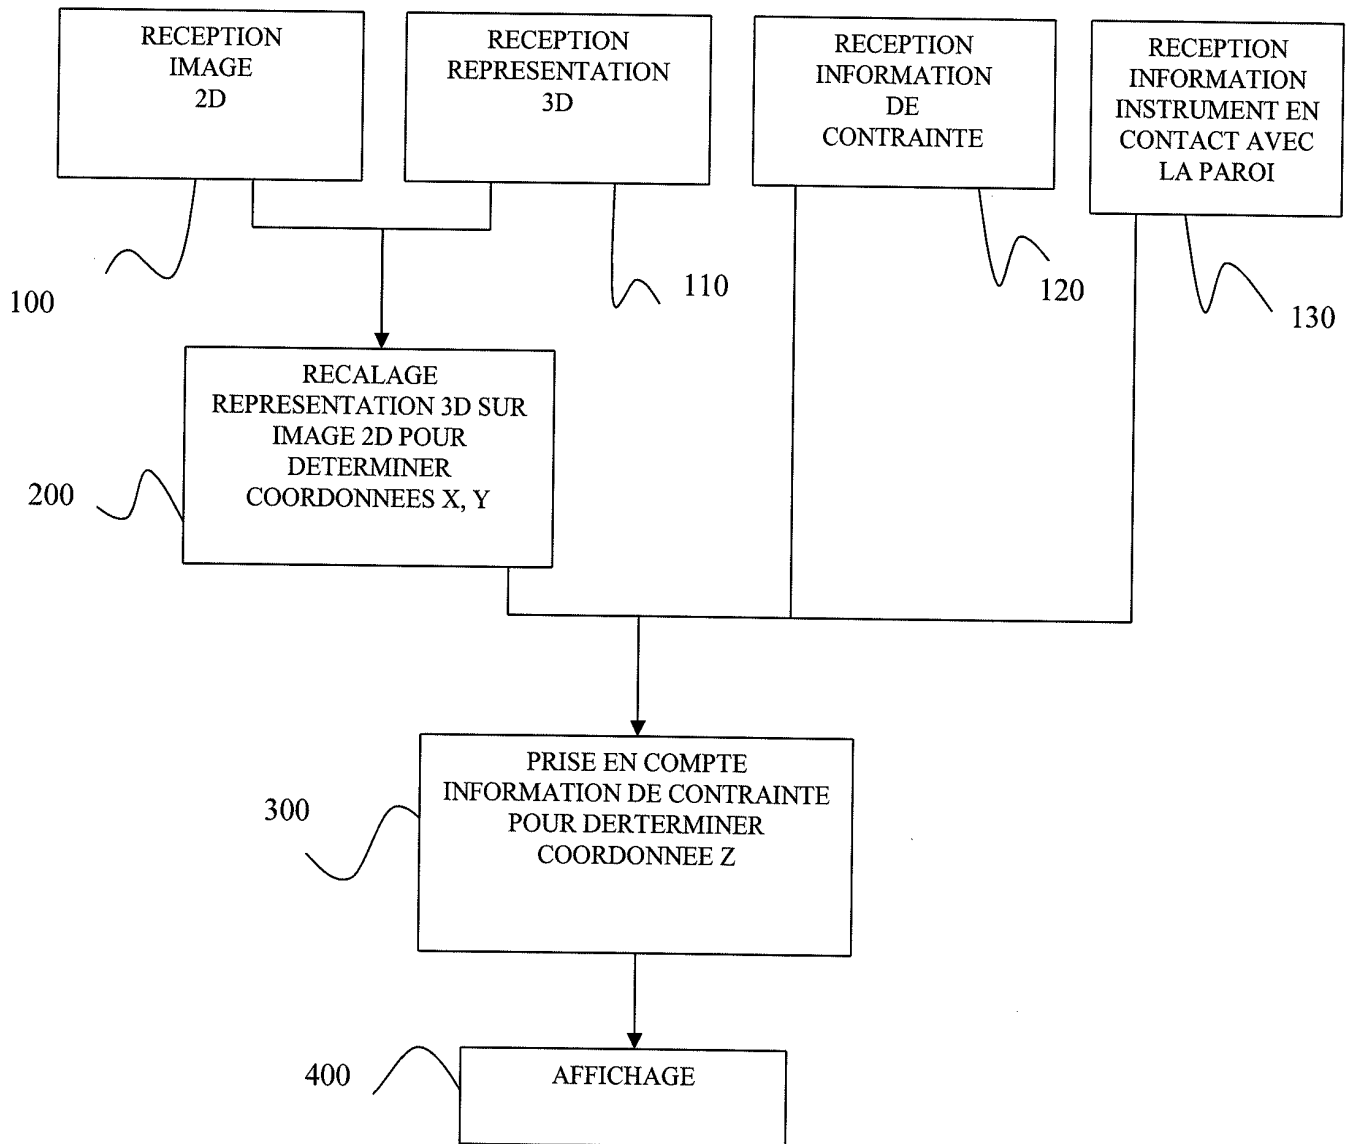 RECEPTION
IMAGE
2D
RECEPTION
REPRESENTATION
3D
RECEPTION
INFORMATION
DE
CONTRAINTE
RECEPTION
INFORMATION
INSTRUMENT EN
CONTACT AVEC
LA PAROI
100
110
120
130
RECALAGE
REPRESENTATION 3D SUR
IMAGE 2D POUR
DETERMINER
COORDONNEES X, Y
200
PRISE EN COMPTE
INFORMATION DE CONTRAINTE
POUR DERTERMINER
COORDONNEE Z
300
AFFICHAGE
400